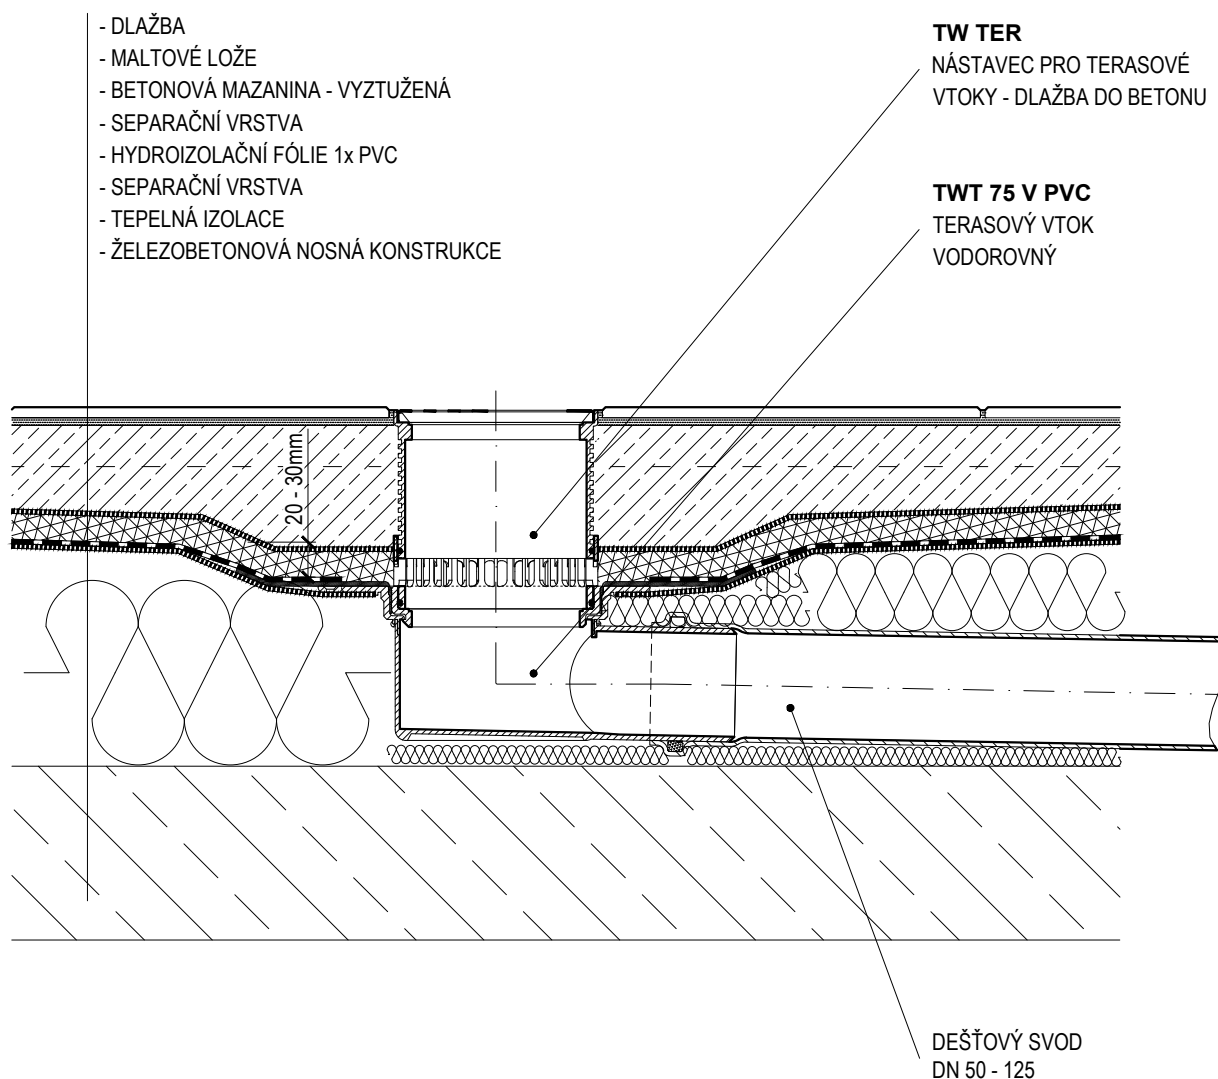 - DLAŽBA
- MALTOVÉ LOŽE
- BETONOVÁ MAZANINA - VYZTUŽENÁ
- SEPARAČNÍ VRSTVA
- HYDROIZOLAČNÍ FÓLIE 1x PVC
- SEPARAČNÍ VRSTVA
- TEPELNÁ IZOLACE
- ŽELEZOBETONOVÁ NOSNÁ KONSTRUKCE
TW TER
NÁSTAVEC PRO TERASOVÉ
VTOKY - DLAŽBA DO BETONU
TWT 75 V PVC
TERASOVÝ VTOK
VODOROVNÝ
20 - 30mm
DEŠŤOVÝ SVOD
DN 50 - 125